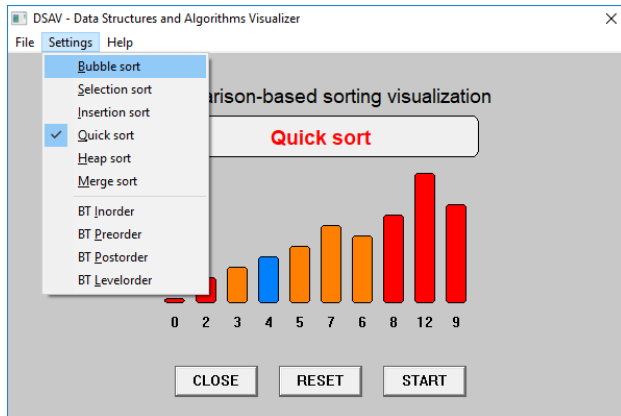 DSAV - Data Structures and Algorithms Visualizer
File Settings Help
Bubble sort
Selection sort
Insertion sort
Quick sort
Heap sort
Merge sort
BT Inorder
BT Preorder
BT Postorder
BT Levelorder
arison-based sorting visualization
Quick sort
0 2 3 4 5 7 6 8 12 9
CLOSE RESET START